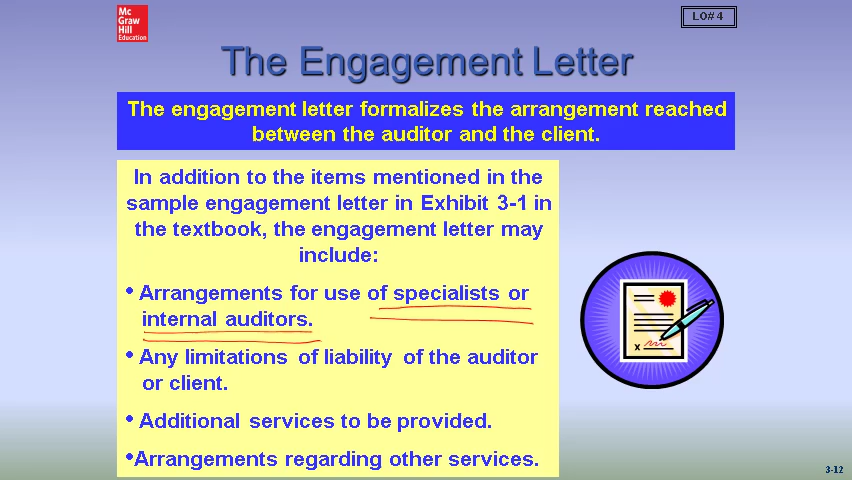 Mc
Graw
Hill
Education
LO# 4
The Engagement Letter
The engagement letter formalizes the arrangement reached
between the auditor and the client.
In addition to the items mentioned in the
sample engagement letter in Exhibit 3-1 in
the textbook, the engagement letter may
include:
• Arrangements for use of specialists or
internal auditors.
• Any limitations of liability of the auditor
or client.
• Additional services to be provided.
•Arrangements regarding other services.
x
3-12